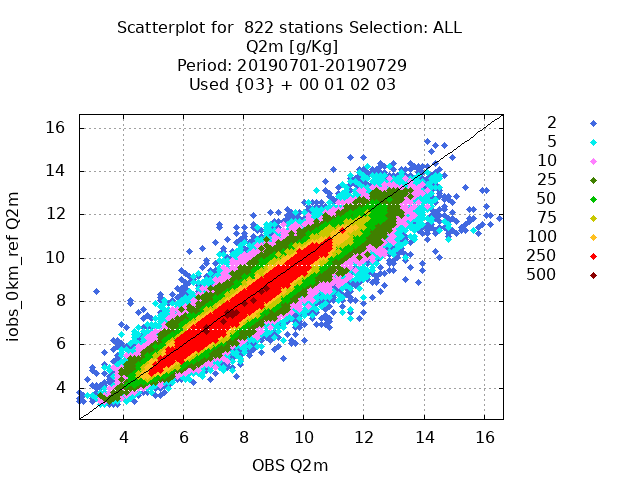 Scatterplot for  822 stations Selection: ALL
Q2m [g/Kg]
Period: 20190701-20190729
Used {03} + 00 01 02 03
16
14
12
10
8
6
4
iobs_0km_ref Q2m
4 6 8 10 12 14 16
OBS Q2m
2
5
10
25
50
75
100
250
500